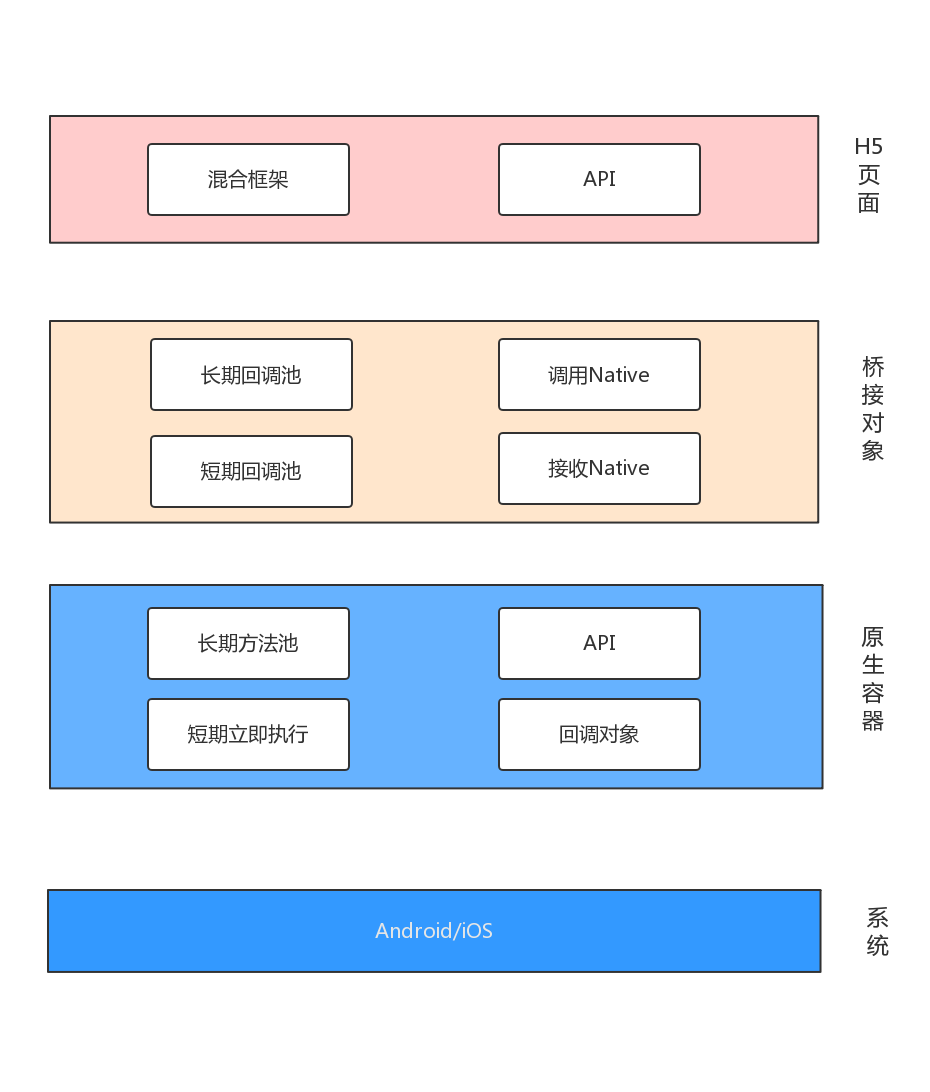 混合框架
API
H5
页
面
长期回调池
调用Native
短期回调池
接收Native
桥
接
对
象
长期方法池
API
短期立即执行
回调对象
原
生
容
器
Android/iOS
系
统